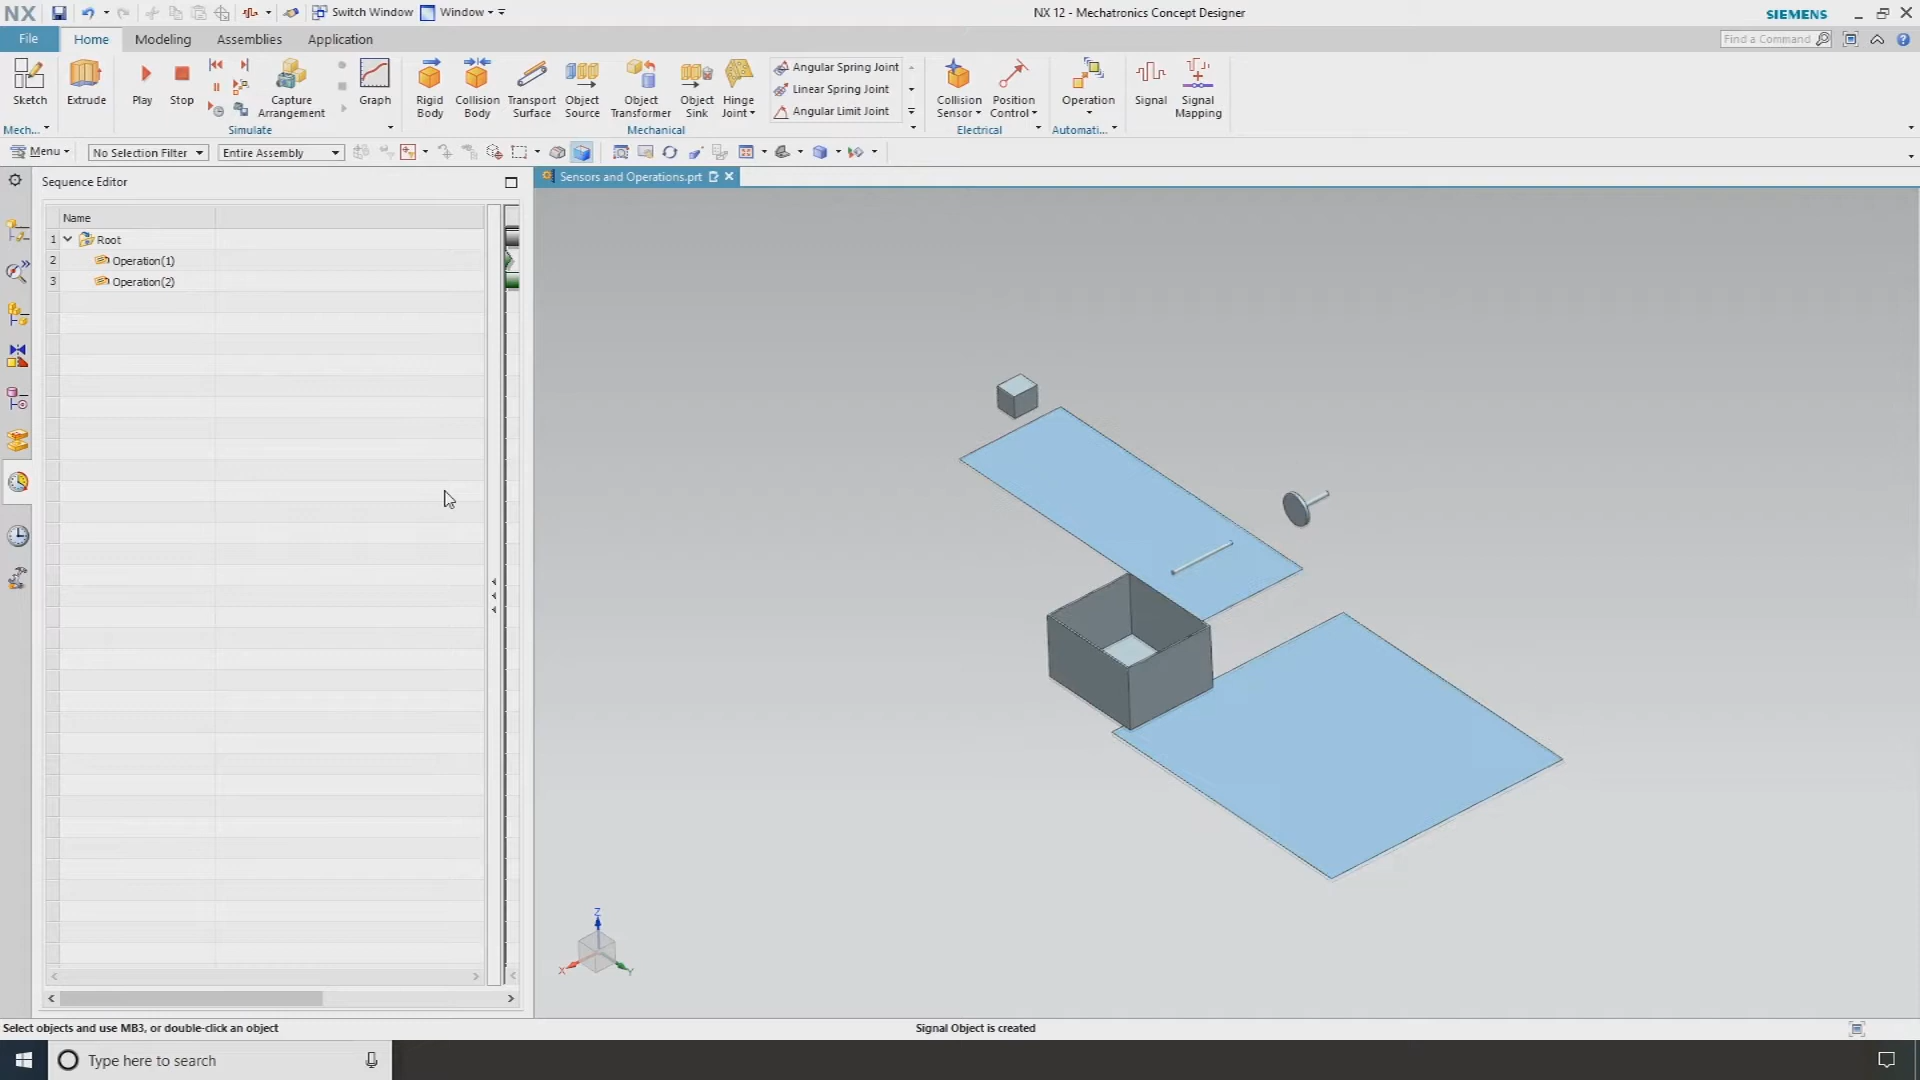 NX
Switch Window
Window
NX 12 - Mechatronics Concept Designer
SIEMENS
File
Home
Modeling
Assemblies
Application
Find a Command
Sketch
Extrude
Play
Stop
Capture
Arrangement
Graph
Rigid
Body
Collision
Body
Transport
Surface
Object
Source
Object
Transformer
Object
Sink
Hinge
Joint
Angular Spring Joint
Linear Spring Joint
Angular Limit Joint
Collision
Sensor
Position
Control
Operation
Signal
Signal
Mapping
Mech...
Simulate
Mechanical
Electrical
Automati...
Menu
No Selection Filter
Entire Assembly
Sequence Editor
Sensors and Operations.prt
Name
1 Root
2 Operation(1)
3 Operation(2)
Z
X
Y
Select objects and use MB3, or double-click an object
Signal Object is created
Type here to search